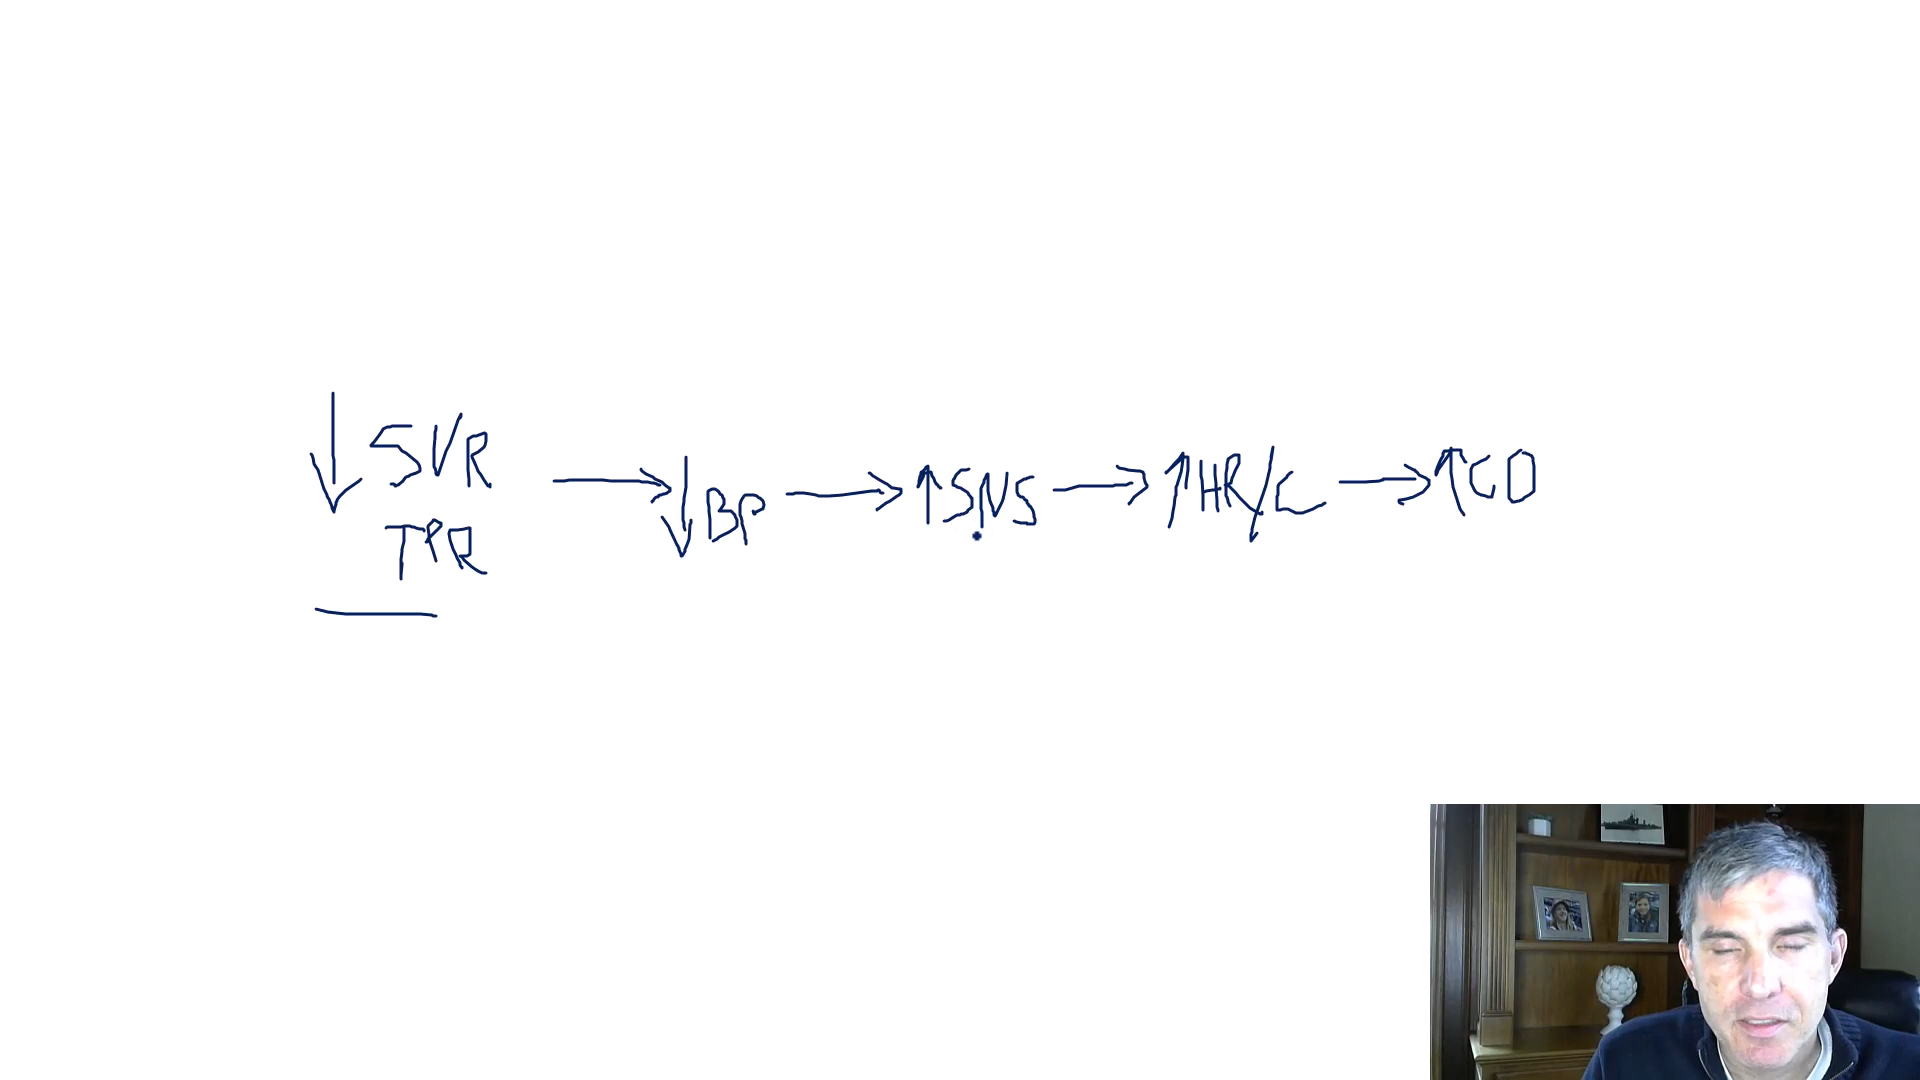 ↓ SVR → ↓ BP → ↑ SNS → ↑ HR/C → ↑ CO
TPR